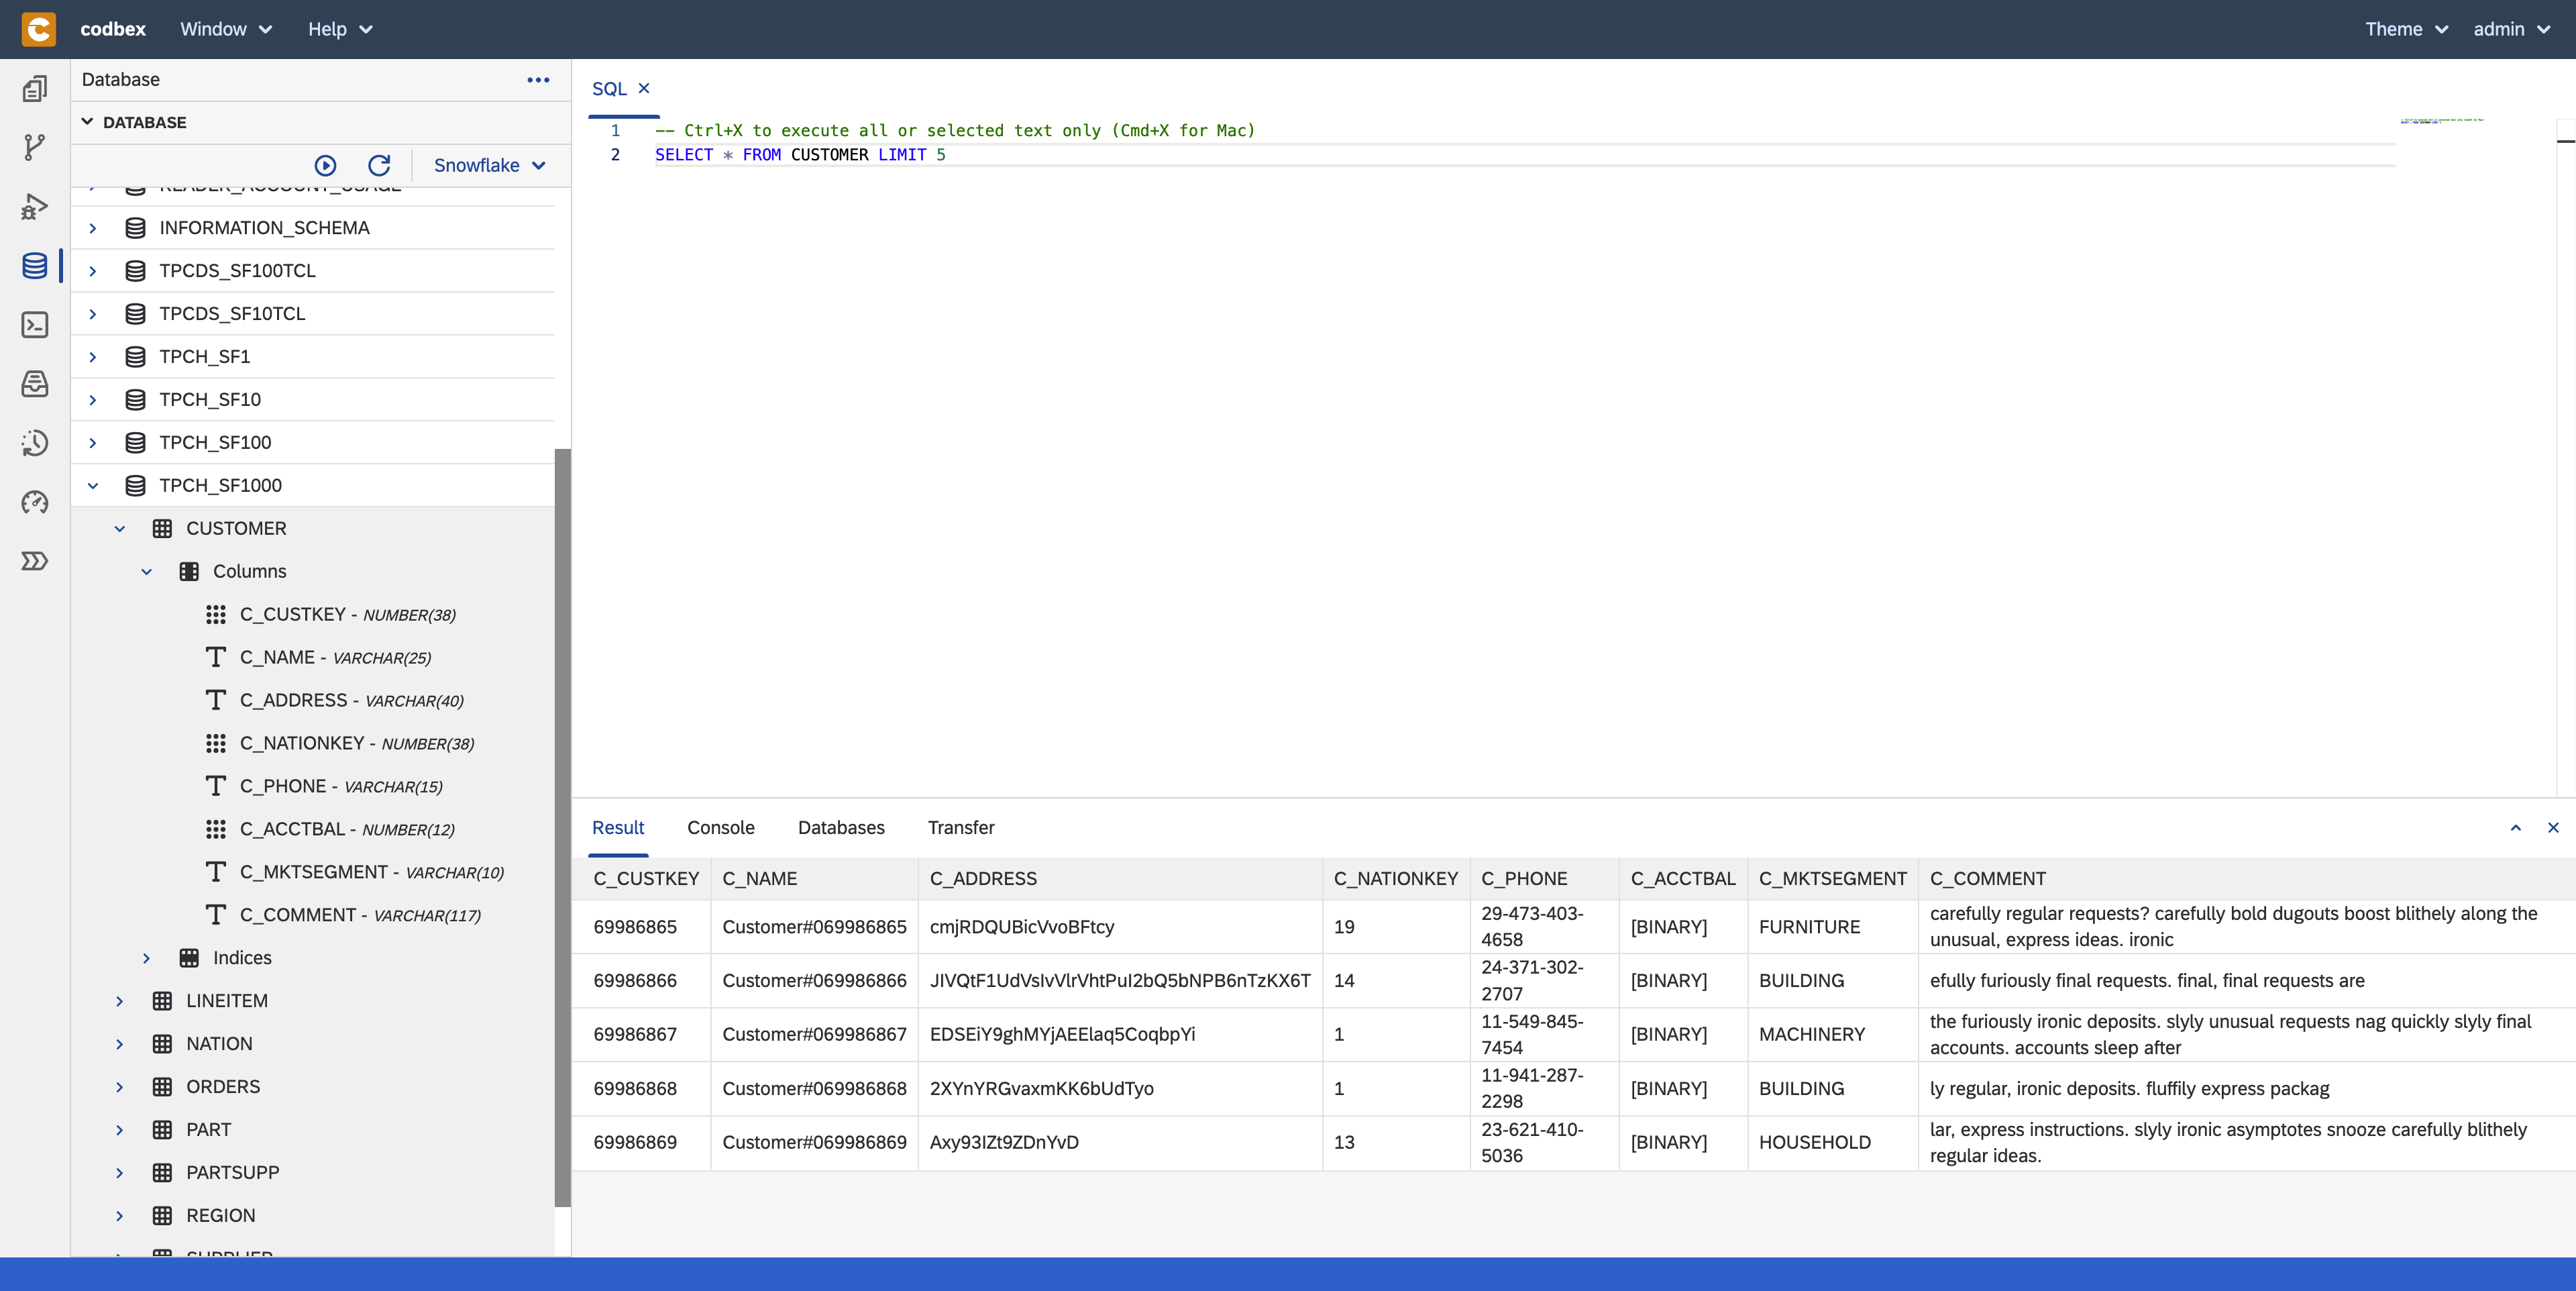 codbex Window Help Theme admin
Database
DATABASE
Snowflake
READER_ACCOUNT_USAGE
INFORMATION_SCHEMA
TPCDS_SF100TCL
TPCDS_SF10TCL
TPCH_SF1
TPCH_SF10
TPCH_SF100
TPCH_SF1000
CUSTOMER
Columns
C_CUSTKEY - NUMBER(38)
C_NAME - VARCHAR(25)
C_ADDRESS - VARCHAR(40)
C_NATIONKEY - NUMBER(38)
C_PHONE - VARCHAR(15)
C_ACCTBAL - NUMBER(12)
C_MKTSEGMENT - VARCHAR(10)
C_COMMENT - VARCHAR(117)
Indices
LINEITEM
NATION
ORDERS
PART
PARTSUPP
REGION
SUPPLIER
SQL
1 -- Ctrl+X to execute all or selected text only (Cmd+X for Mac)
2 SELECT * FROM CUSTOMER LIMIT 5
Result Console Databases Transfer
C_CUSTKEY C_NAME C_ADDRESS C_NATIONKEY C_PHONE C_ACCTBAL C_MKTSEGMENT C_COMMENT
69986865 Customer#069986865 cmjRDQUBicVvoBFtcy 19 29-473-403-4658 [BINARY] FURNITURE carefully regular requests? carefully bold dugouts boost blithely along the
unusual, express ideas. ironic
69986866 Customer#069986866 14 24-371-302-2707 [BINARY] BUILDING efully furiously final requests. final, final requests are
69986867 Customer#069986867 EDSEiY9ghMYjAEElaq5CoqbpYi 1 11-549-845-7454 [BINARY] MACHINERY the furiously ironic deposits. slyly unusual requests nag quickly slyly final
accounts. accounts sleep after
69986868 Customer#069986868 2XYnYRGvaxmKK6bUdTyo 1 11-941-287-2298 [BINARY] BUILDING ly regular, ironic deposits. fluffily express packag
69986869 Customer#069986869 13 23-621-410-5036 [BINARY] HOUSEHOLD lar, express instructions. slyly ironic asymptotes snooze carefully blithely
regular ideas.